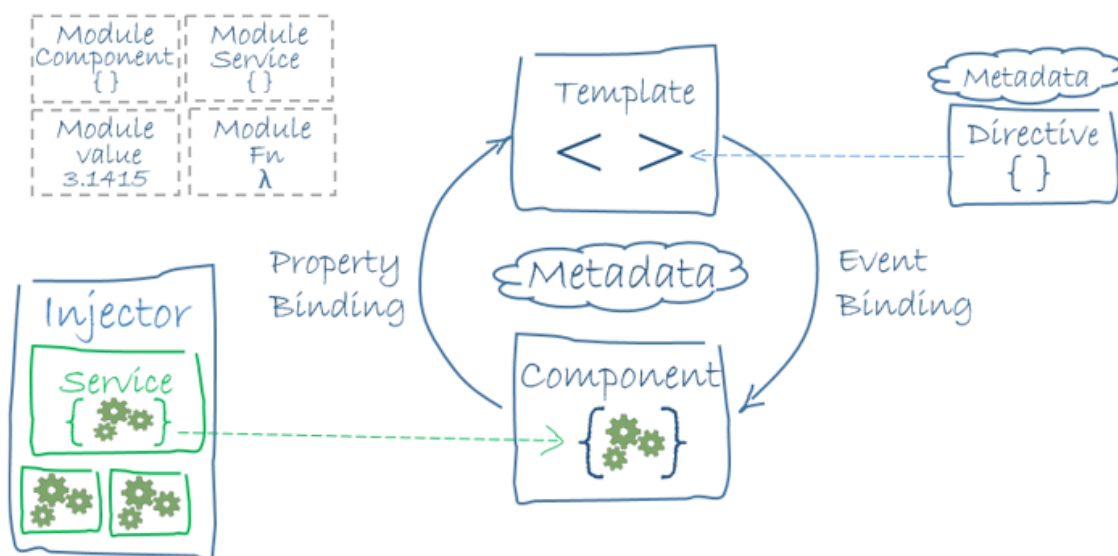 Module
Component
{ }
Module
Service
{ }
Module
value
3.1415
Module
Fn
λ
Template
< >
Metadata
Directive
{ }
Property
Binding
Metadata
Event
Binding
Injector
Service
{ }
Component
{ }